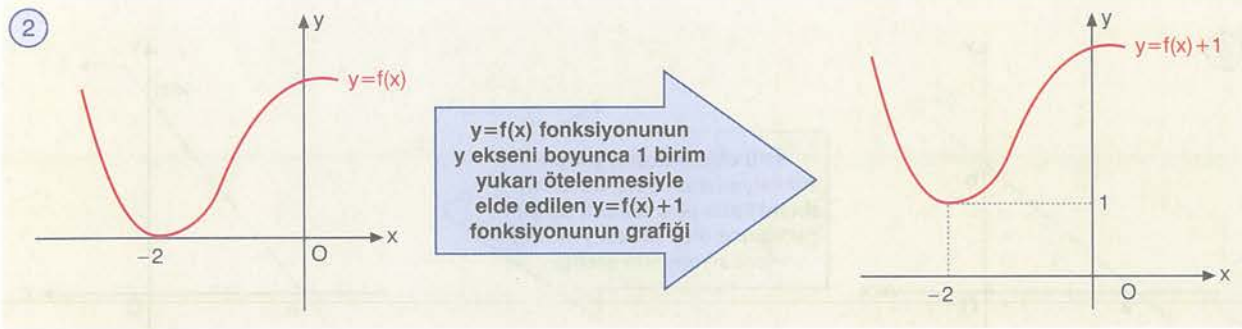 2
y
y=f(x)
x
-2
O
y=f(x) fonksiyonunun
y ekseni boyunca 1 birim
yukarı ötelenmesiyle
elde edilen y=f(x)+1
fonksiyonunun grafiği
y
y=f(x)+1
1
x
-2
O